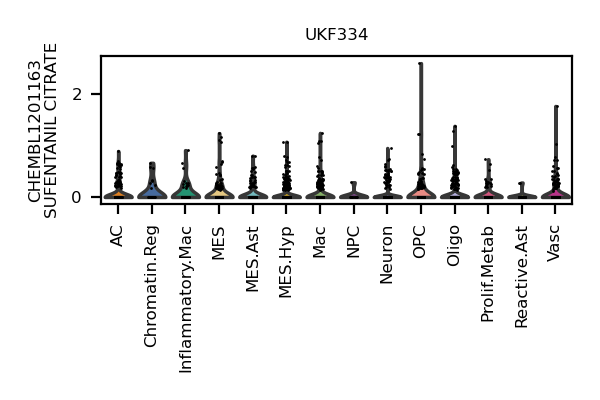 UKF334
CHEMBL1201163
SUFENTANIL CITRATE
2
0
AC
Chromatin.Reg
Inflammatory.Mac
MES
MES.Ast
MES.Hyp
Mac
NPC
Neuron
OPC
Oligo
Prolif.Metab
Reactive.Ast
Vasc